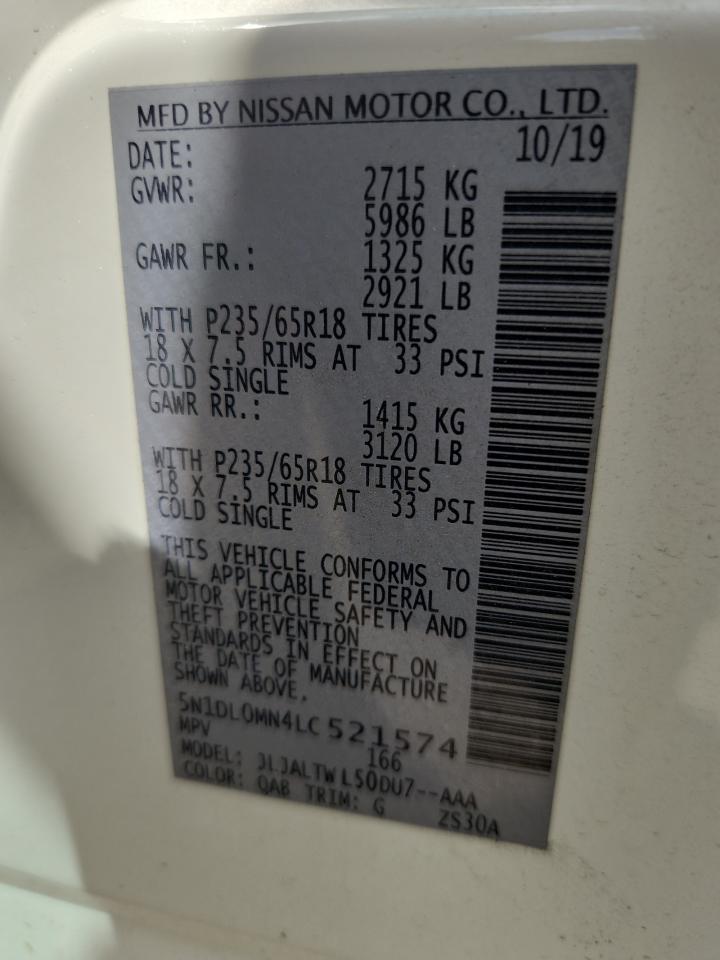 MFD BY NISSAN MOTOR CO., LTD.
DATE: 10/19
GVWR: 2715 KG
5986 LB
GAWR FR.: 1325 KG
2921 LB
WITH P235/65R18 TIRES
18 X 7.5 RIMS AT 33 PSI
COLD SINGLE
GAWR RR.: 1415 KG
3120 LB
WITH P235/65R18 TIRES
18 X 7.5 RIMS AT 33 PSI
COLD SINGLE
THIS VEHICLE CONFORMS TO
ALL APPLICABLE FEDERAL
MOTOR VEHICLE SAFETY AND
THEFT PREVENTION
STANDARDS IN EFFECT ON
THE DATE OF MANUFACTURE
SHOWN ABOVE.
5N1DL0MN4LC521574
MPV 166
MODEL: JLJALTWL50DU7--AAA
COLOR: QAB TRIM: G ZS30A